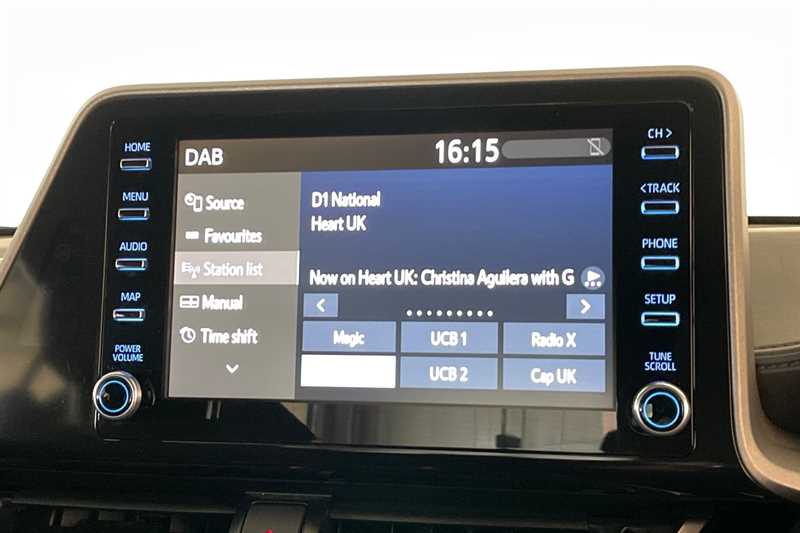 HOME
MENU
AUDIO
MAP
POWER
VOLUME
DAB
16:15
Source
Favourites
Station list
Manual
Time shift
D1 National
Heart UK
Now on Heart UK: Christina Aguilera with G
Magic
UCB 1
Radio X
UCB 2
Cap UK
CH >
<TRACK
PHONE
SETUP
TUNE
SCROLL